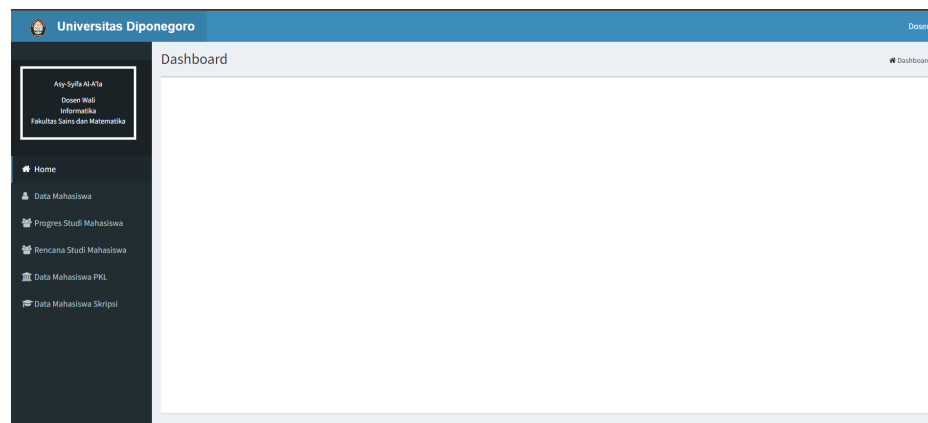 Universitas Diponegoro
Dosen
Dashboard
Dashboard
Asy-Syifa Al-A'la
Dosen Wali
Informatika
Fakultas Sains dan Matematika
Home
Data Mahasiswa
Progres Studi Mahasiswa
Rencana Studi Mahasiswa
Data Mahasiswa PKL
Data Mahasiswa Skripsi